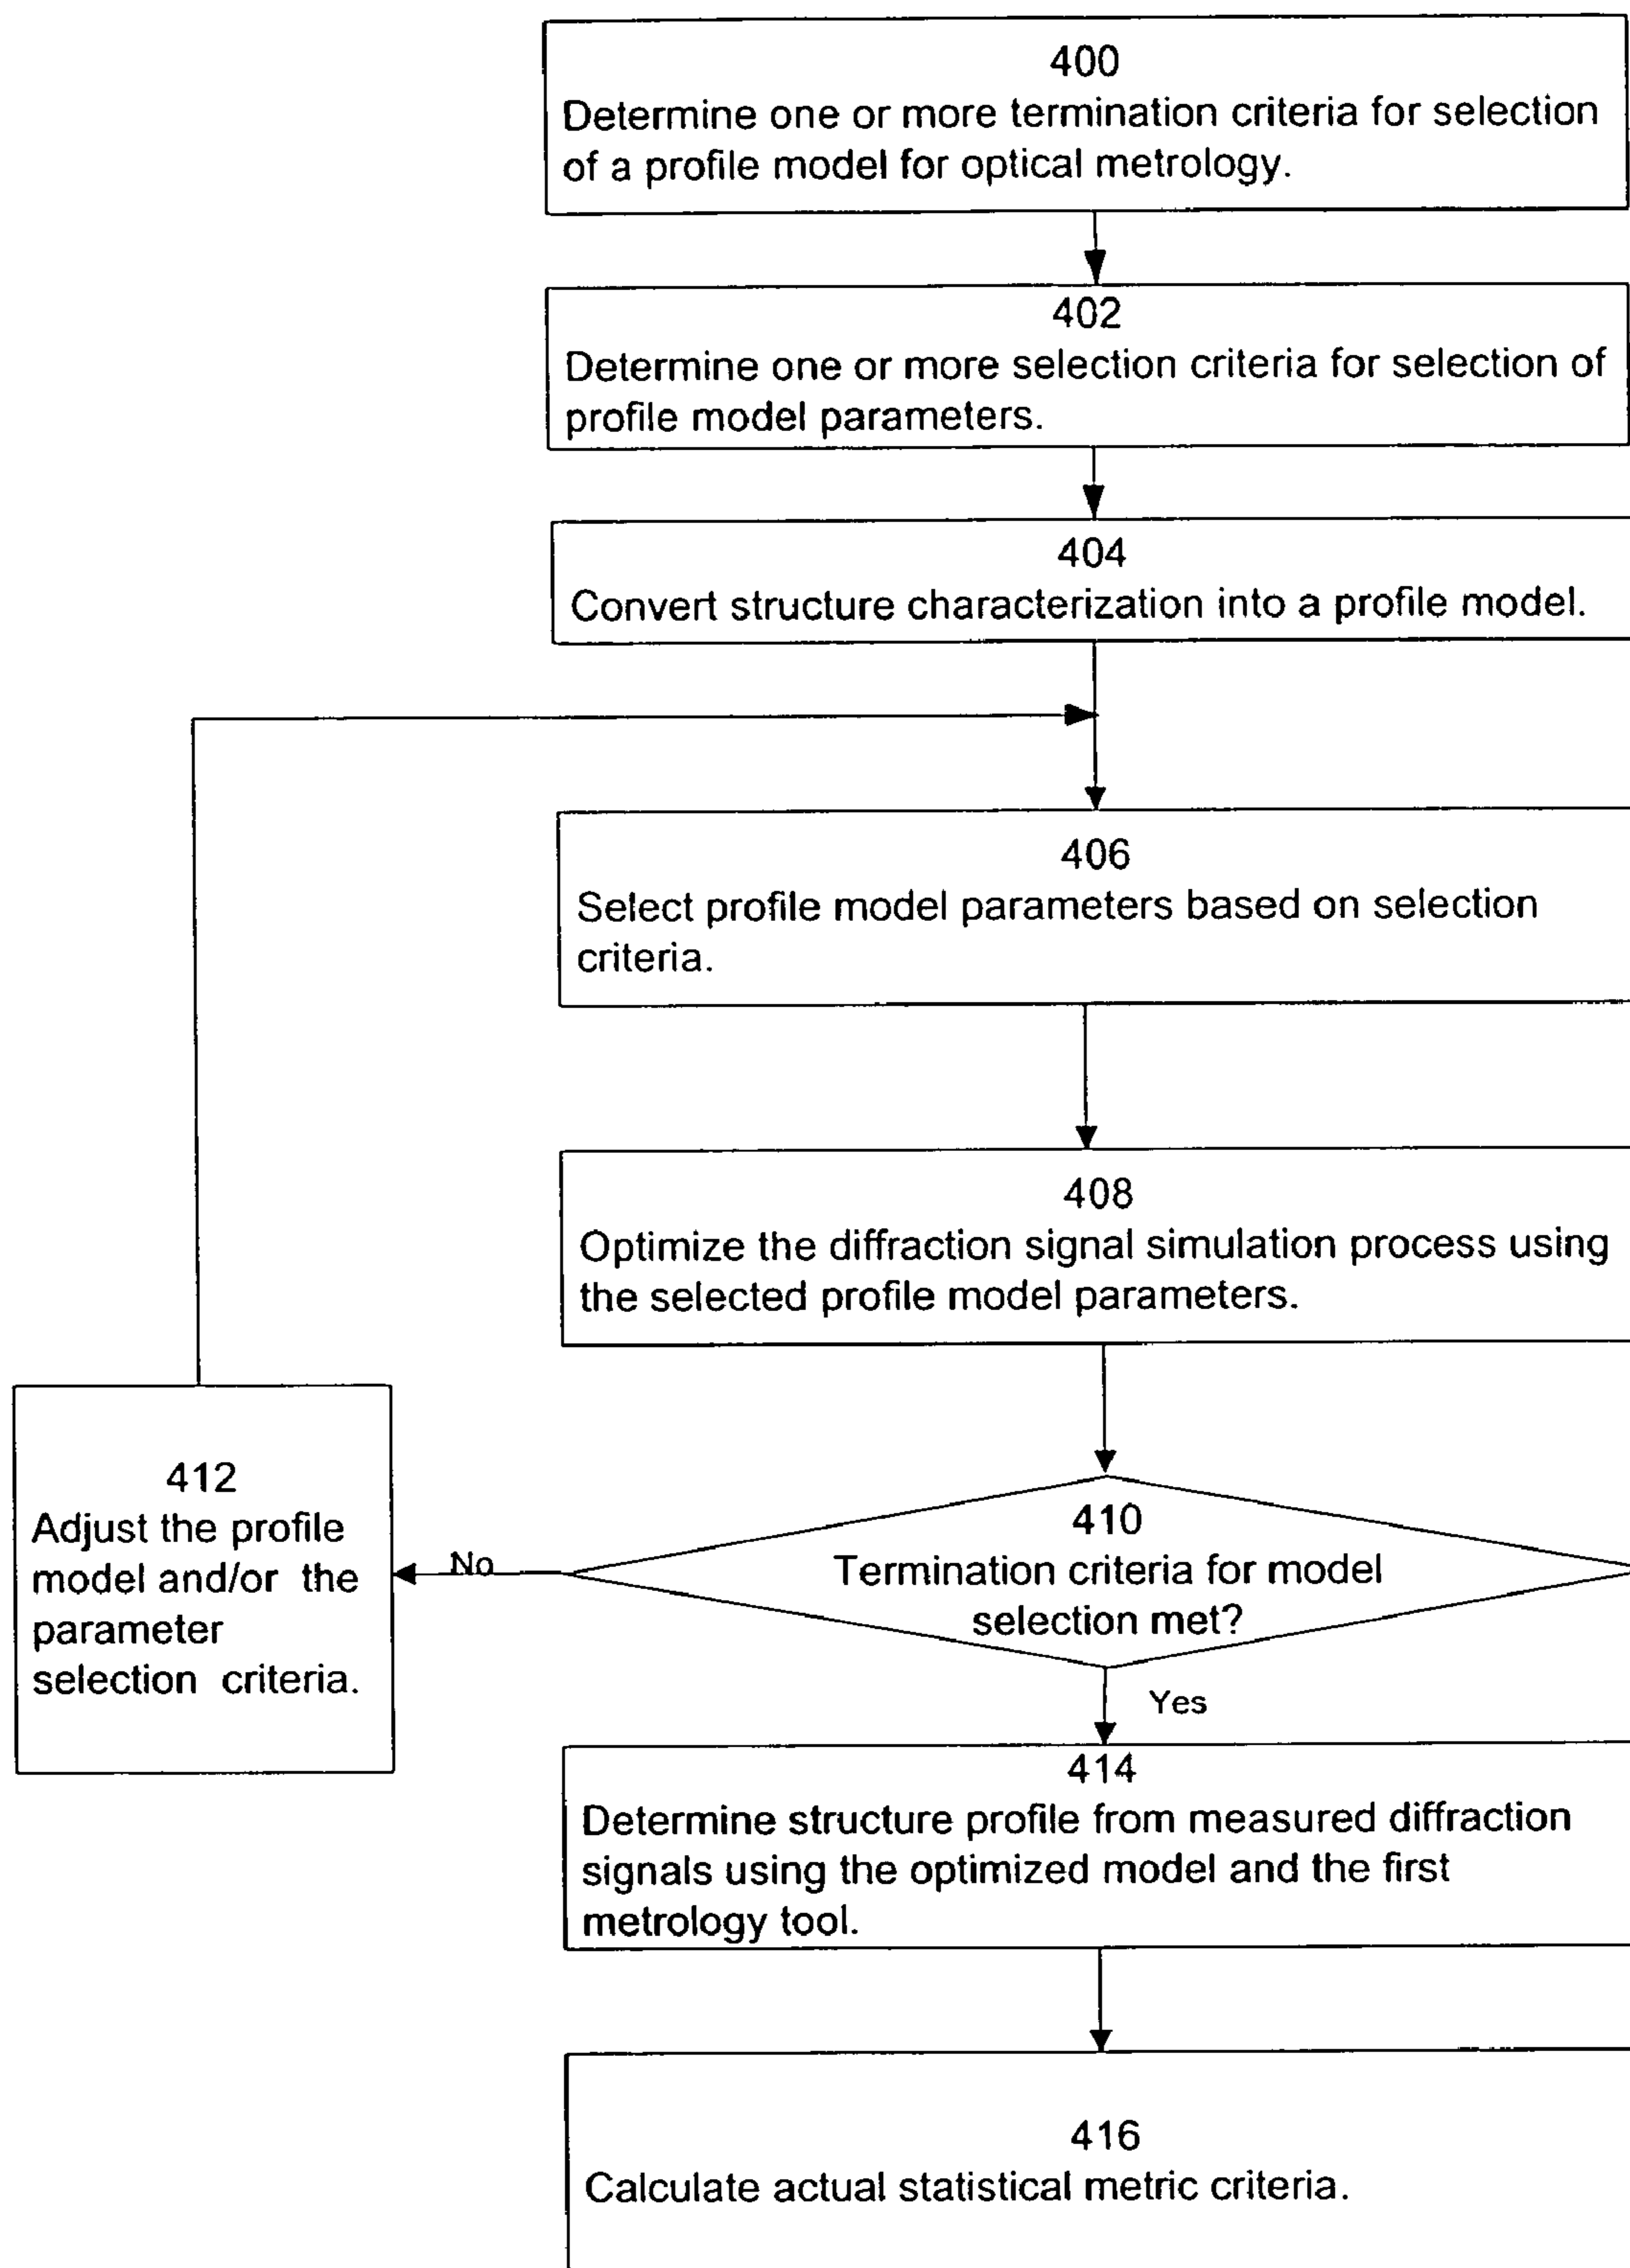 400
Determine one or more termination criteria for selection
of a profile model for optical metrology.
402
Determine one or more selection criteria for selection of
profile model parameters.
404
Convert structure characterization into a profile model.
406
Select profile model parameters based on selection
criteria.
408
Optimize the diffraction signal simulation process using
the selected profile model parameters.
410
Termination criteria for model
selection met?
No
412
Adjust the profile
model and/or the
parameter
selection criteria.
Yes
414
Determine structure profile from measured diffraction
signals using the optimized model and the first
metrology tool.
416
Calculate actual statistical metric criteria.